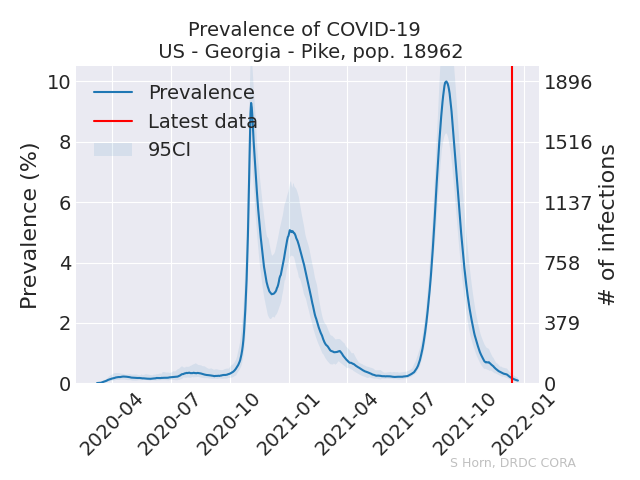 Prevalence of COVID-19
US - Georgia - Pike, pop. 18962
Prevalence
Latest data
95CI
Prevalence (%)
10
8
6
4
2
0
1896
1516
1137
758
379
0
# of infections
2020-04
2020-07
2020-10
2021-01
2021-04
2021-07
2021-10
2022-01
S Horn, DRDC CORA